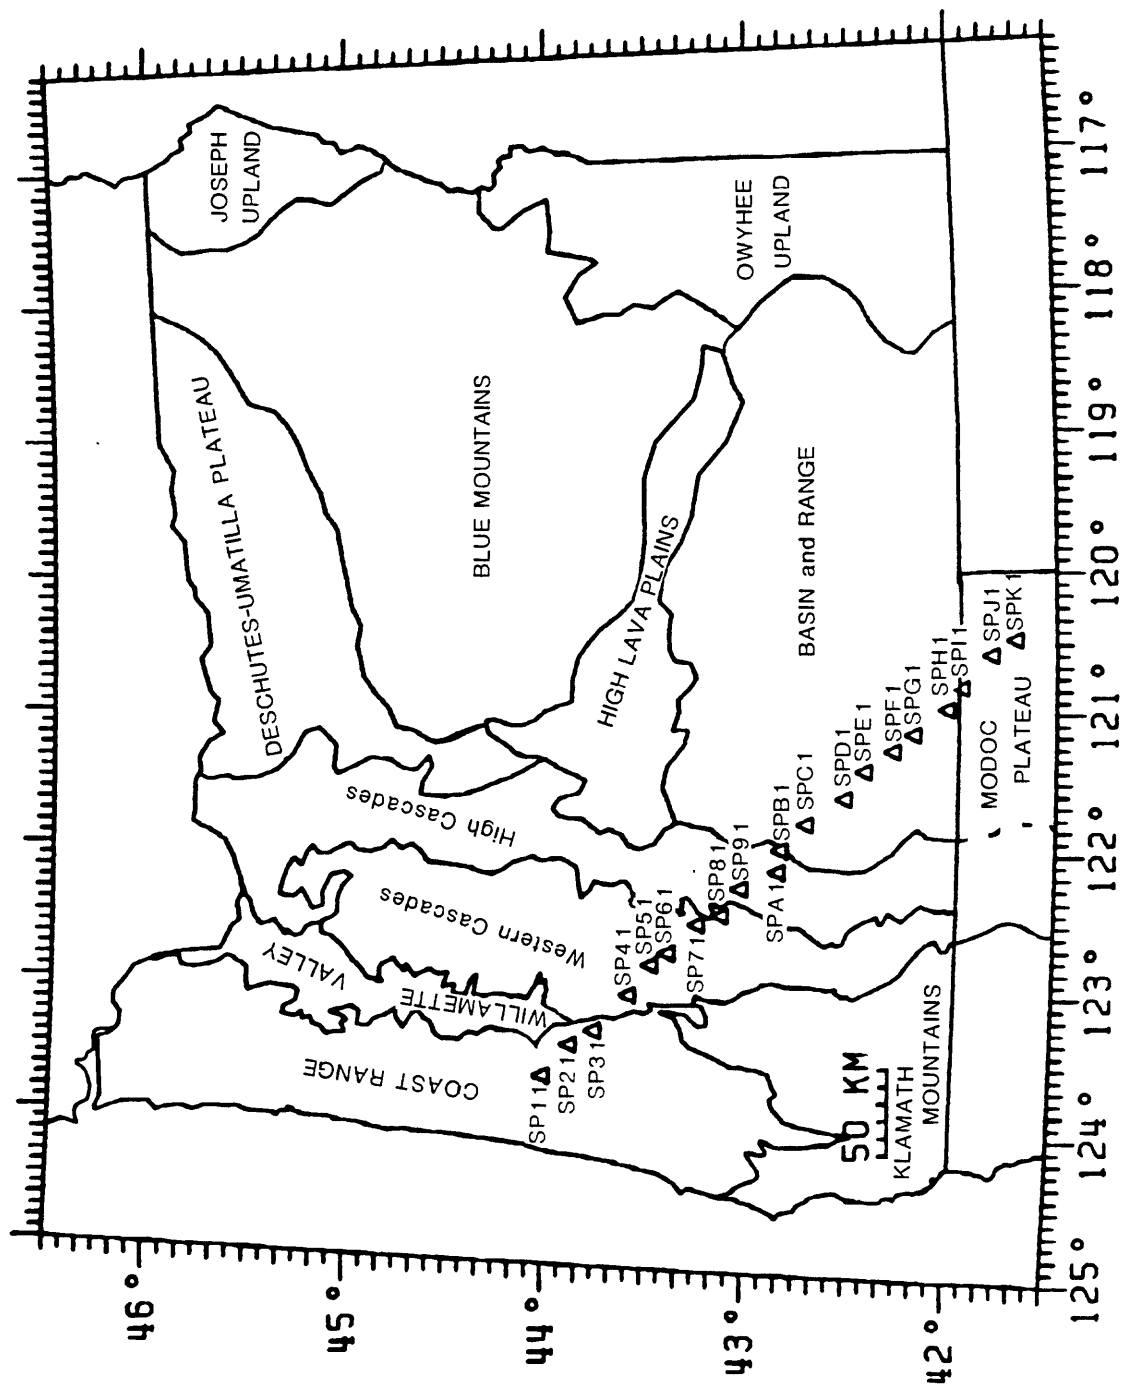 JOSEPH
UPLAND
DESCHUTES-UMATILLA PLATEAU
BLUE MOUNTAINS
OWYHEE
UPLAND
HIGH LAVA PLAINS
BASIN and RANGE
High Cascades
Western Cascades
WILLAMETTE
VALLEY
COAST RANGE
KLAMATH
MOUNTAINS
MODOC
PLATEAU
50 KM
SP11
SP21
SP31
SP41
SP51
SP61
SP71
SP81
SP91
SPA1
SPB1
SPC1
SPD1
SPE1
SPF1
SPG1
SPH1
SPI1
SPJ1
SPK1
46°
45°
44°
43°
42°
125°
124°
123°
122°
121°
120°
119°
118°
117°